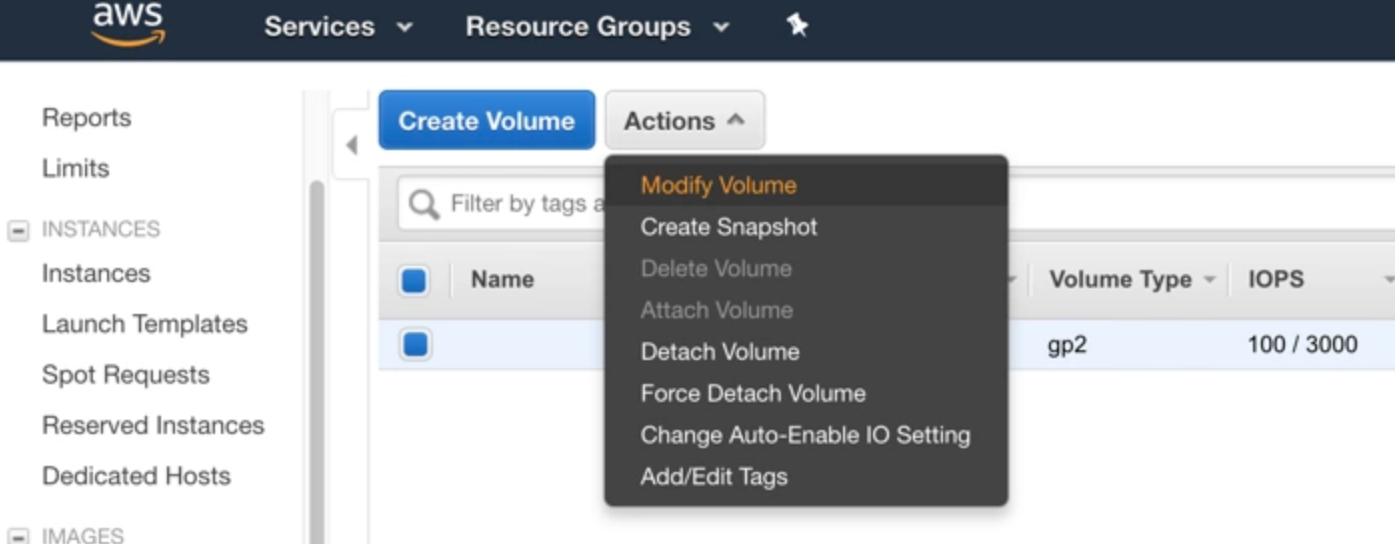 aws
Services
Resource Groups
Reports
Limits
INSTANCES
Instances
Launch Templates
Spot Requests
Reserved Instances
Dedicated Hosts
IMAGES
Create Volume
Actions
Filter by tags a
Name
Volume Type
IOPS
gp2
100 / 3000
Modify Volume
Create Snapshot
Delete Volume
Attach Volume
Detach Volume
Force Detach Volume
Change Auto-Enable IO Setting
Add/Edit Tags